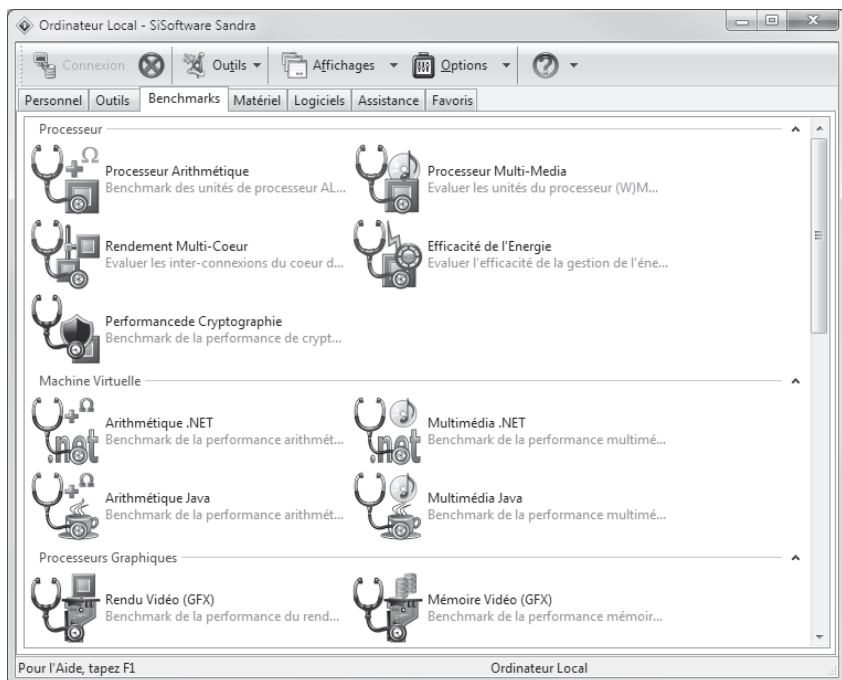 Ordinateur Local - SiSoftware Sandra
Connexion Outils Affichages Options
Personnel Outils Benchmarks Matériel Logiciels Assistance Favoris
Processeur
Processeur Arithmétique
Benchmark des unités de processeur AL...
Processeur Multi-Media
Evaluer les unités du processeur (W)M...
Rendement Multi-Coeur
Evaluer les inter-connexions du coeur d...
Efficacité de l'Energie
Evaluer l'efficacité de la gestion de l'éne...
Performancede Cryptographie
Benchmark de la performance de crypt...
Machine Virtuelle
Arithmétique .NET
Benchmark de la performance arithmét...
Multimédia .NET
Benchmark de la performance multimé...
Arithmétique Java
Benchmark de la performance arithmét...
Multimédia Java
Benchmark de la performance multimé...
Processeurs Graphiques
Rendu Vidéo (GFX)
Benchmark de la performance du rend...
Mémoire Vidéo (GFX)
Benchmark de la performance mémoir...
Pour l'Aide, tapez F1
Ordinateur Local